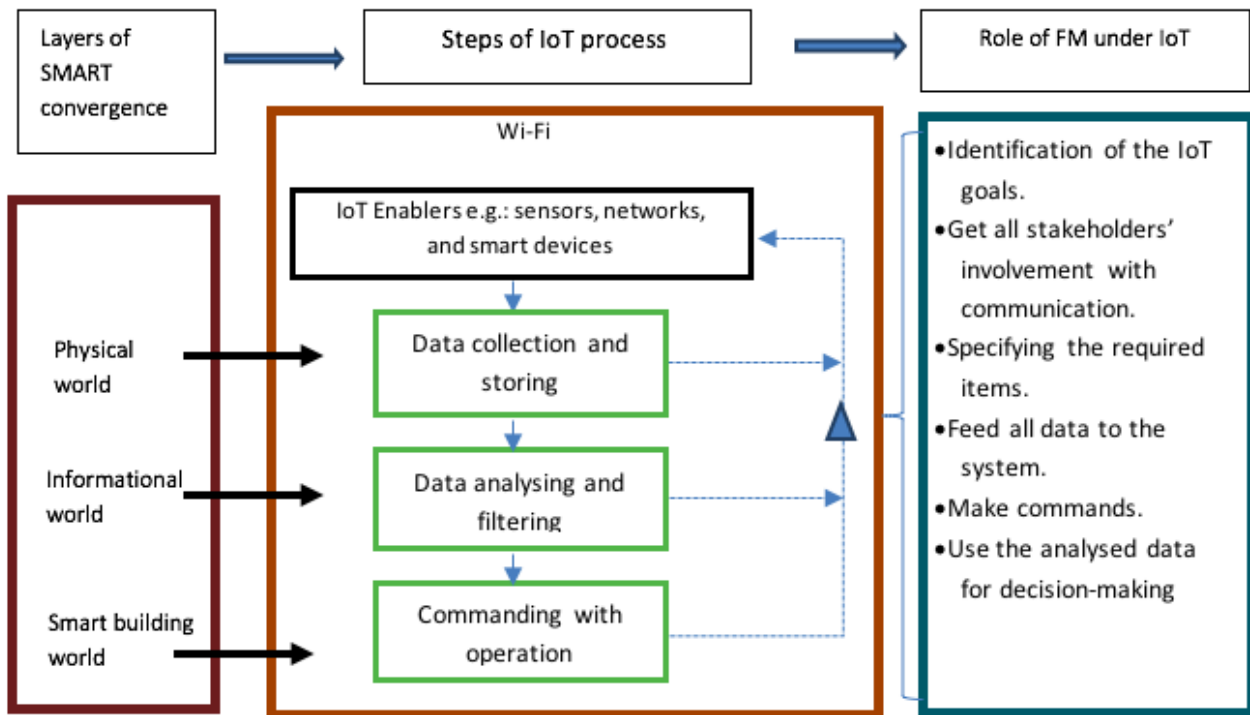 Layers of
SMART
convergence
Steps of IoT process
Role of FM under IoT
Physical
world
Informational
world
Smart building
world
Wi-Fi
IoT Enablers e.g.: sensors, networks,
and smart devices
Data collection and
storing
Data analysing and
filtering
Commanding with
operation
•Identification of the IoT
goals.
•Get all stakeholders’
involvement with
communication.
•Specifying the required
items.
•Feed all data to the
system.
•Make commands.
•Use the analysed data
for decision-making